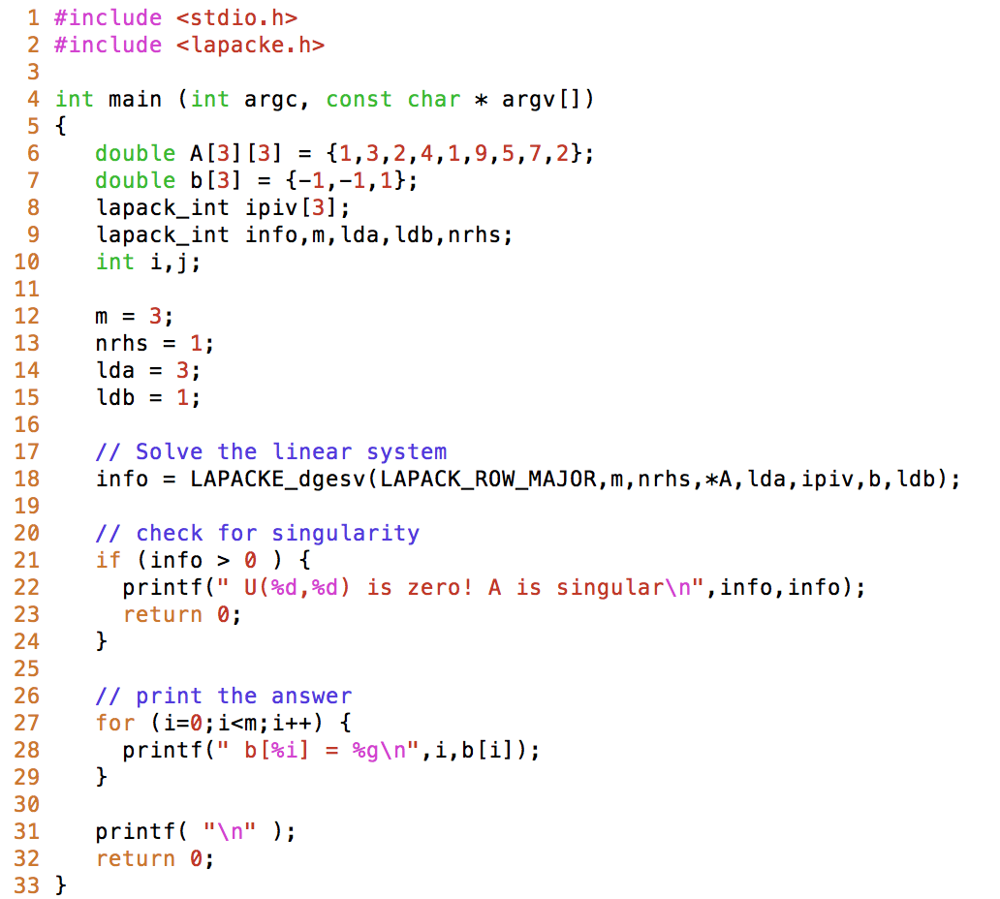 1 #include <stdio.h>
2 #include <lapacke.h>
3
4 int main (int argc, const char * argv[])
5 {
6    double A[3][3] = {1,3,2,4,1,9,5,7,2};
7    double b[3] = {-1,-1,1};
8    lapack_int ipiv[3];
9    lapack_int info,m,lda,ldb,nrhs;
10    int i,j;
11
12    m = 3;
13    nrhs = 1;
14    lda = 3;
15    ldb = 1;
16
17    // Solve the linear system
18    info = LAPACKE_dgesv(LAPACK_ROW_MAJOR,m,nrhs,*A,lda,ipiv,b,ldb);
19
20    // check for singularity
21    if (info > 0 ) {
22      printf(" U(%d,%d) is zero! A is singular\n",info,info);
23      return 0;
24    }
25
26    // print the answer
27    for (i=0;i<m;i++) {
28      printf(" b[%i] = %g\n",i,b[i]);
29    }
30
31    printf( "\n" );
32    return 0;
33 }